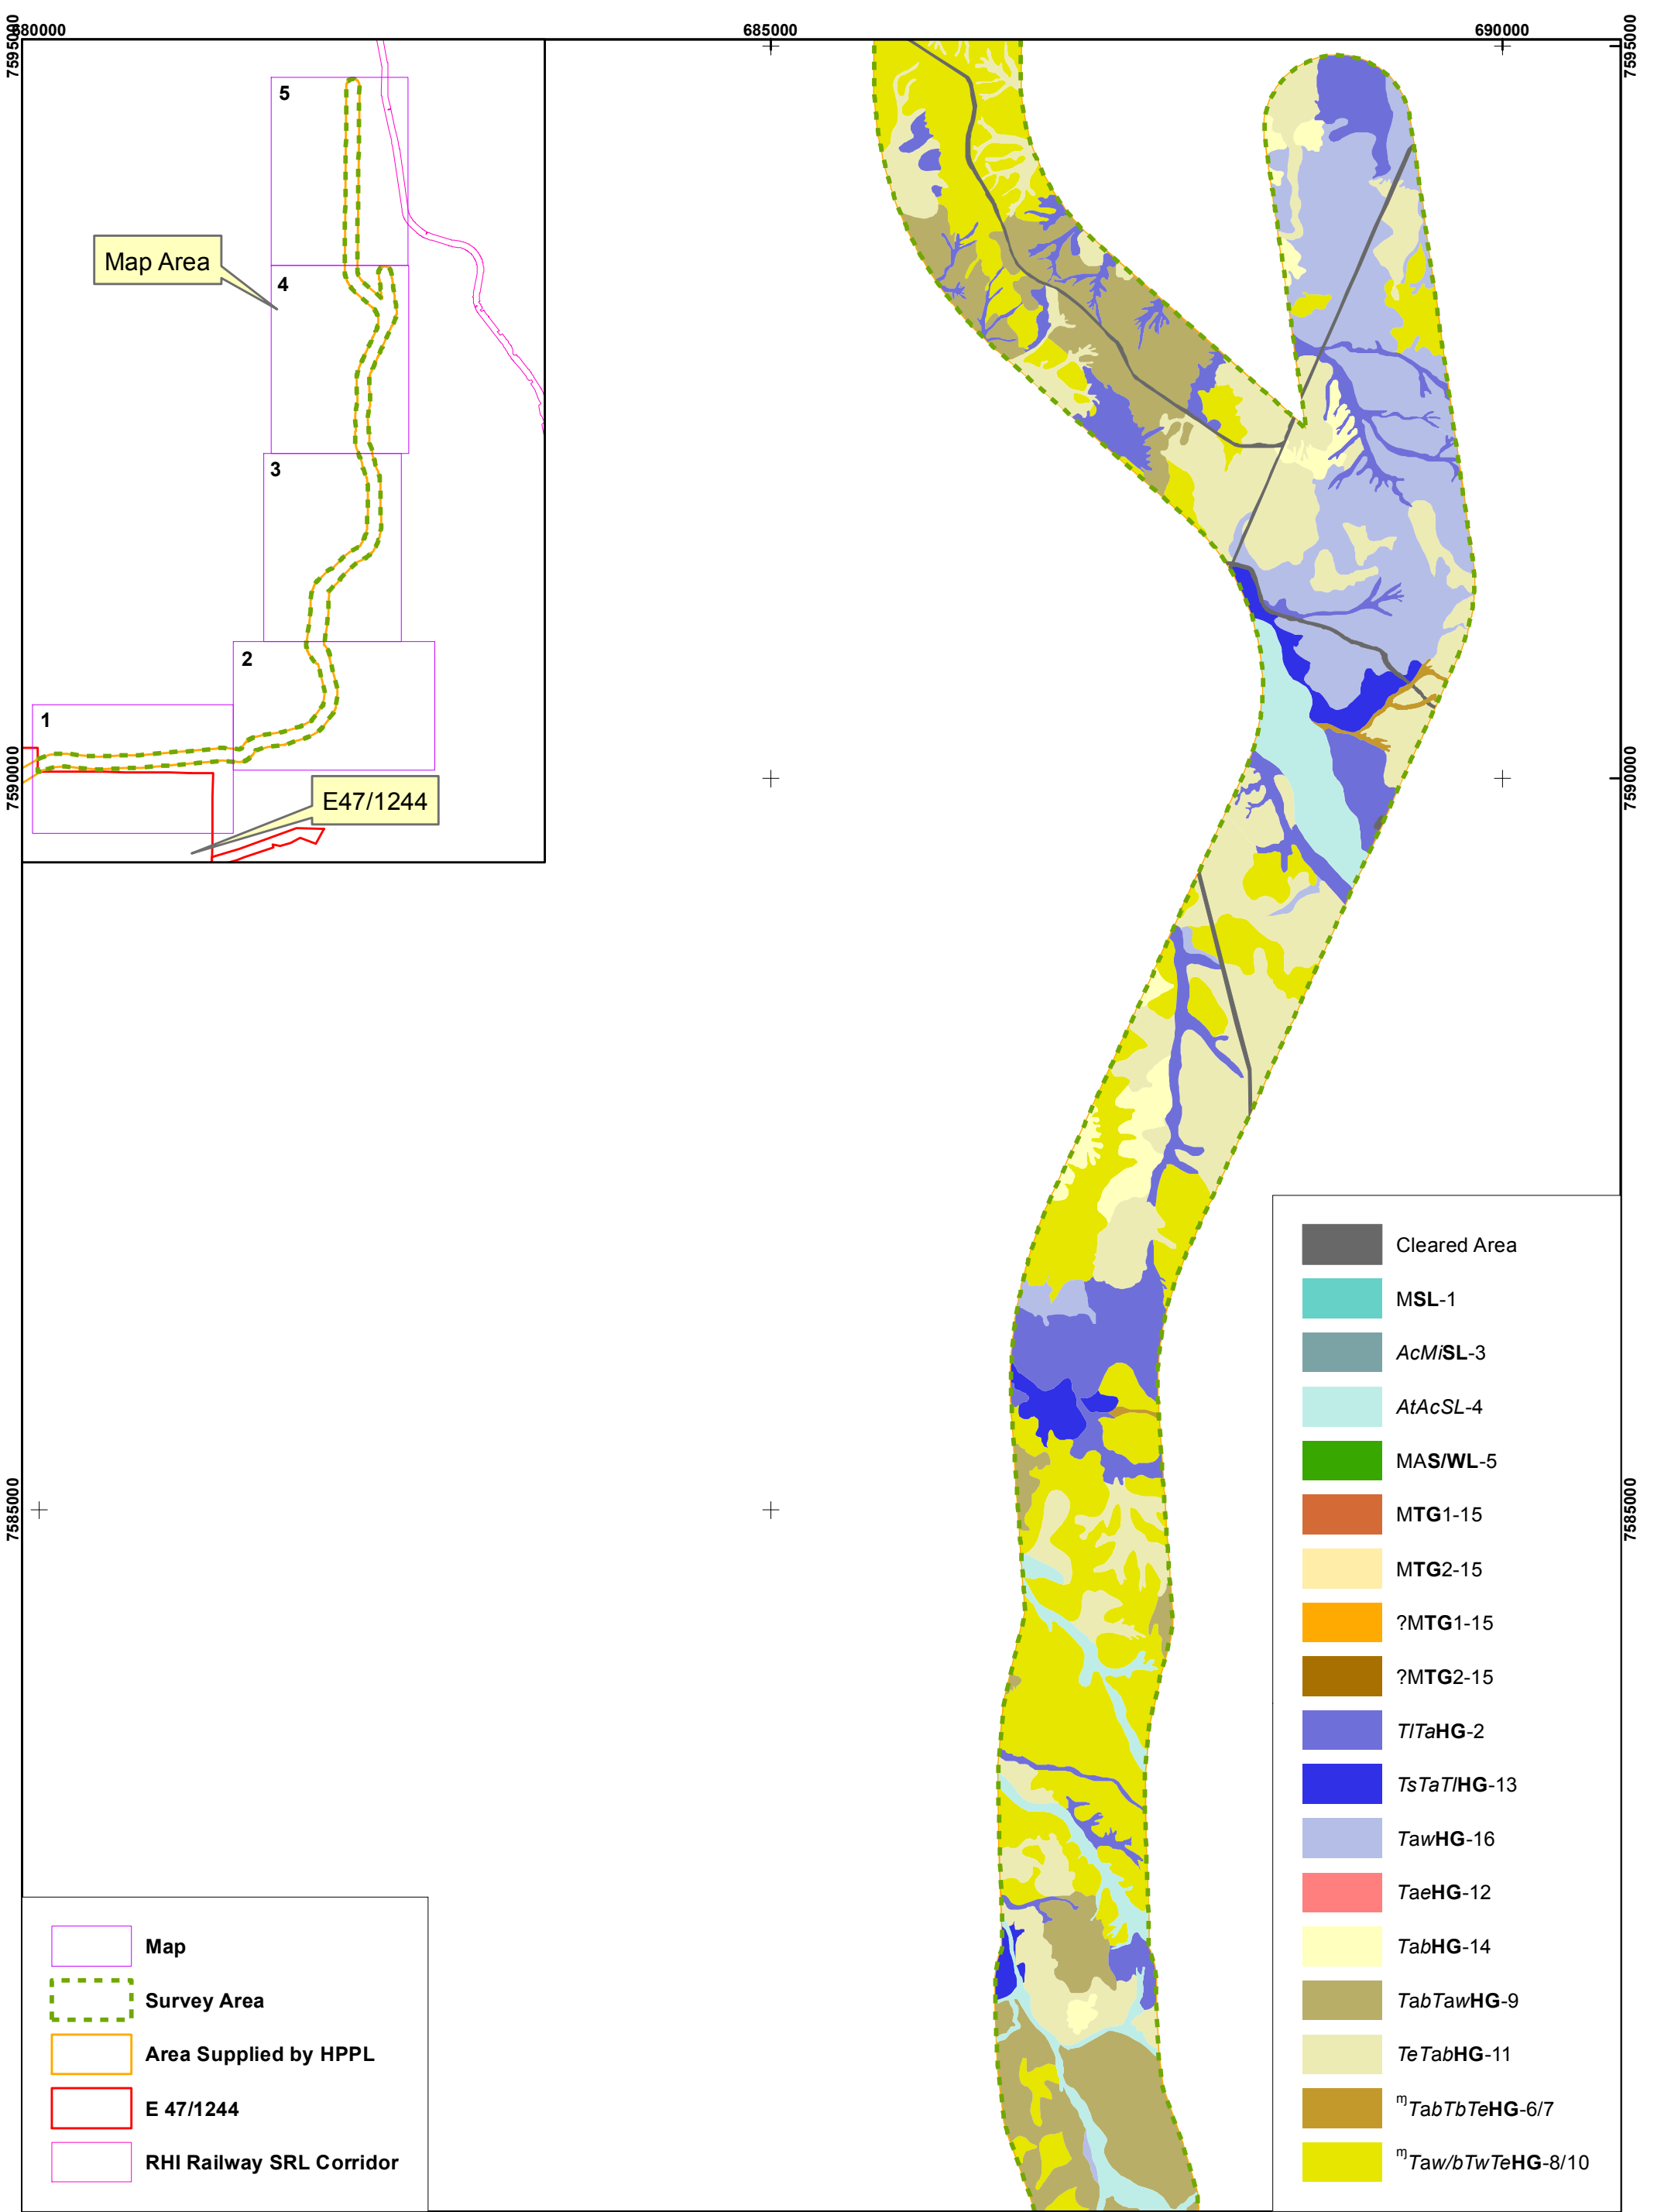 680000
685000
690000
7595000
7595000
5
Map Area
4
3
2
1
E47/1244
7590000
7590000
7585000
7585000
Cleared Area
MSL-1
AcMiSL-3
AtAcSL-4
MAS/WL-5
MTG1-15
MTG2-15
?MTG1-15
?MTG2-15
TlTaHG-2
TsTaTlHG-13
TawHG-16
TaeHG-12
TabHG-14
TabTawHG-9
TeTabHG-11
ɱTabTbTeHG-6/7
ɱTaw/bTwTeHG-8/10
Map
Survey Area
Area Supplied by HPPL
E 47/1244
RHI Railway SRL Corridor